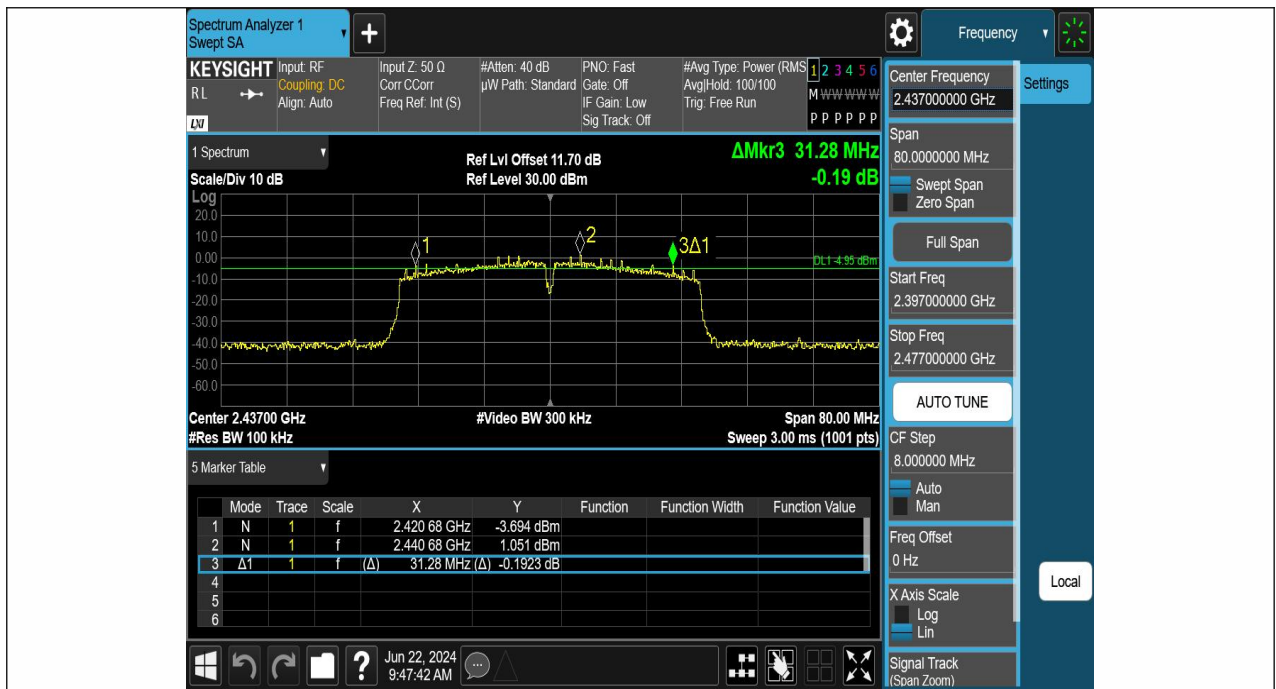 Spectrum Analyzer 1
Swept SA
+
Frequency
KEYSIGHT
RL
LXI
Input: RF
Coupling: DC
Align: Auto
Input Z: 50 Ω
Corr CCorr
Freq Ref: Int (S)
#Atten: 40 dB
µW Path: Standard
PNO: Fast
Gate: Off
IF Gain: Low
Sig Track: Off
#Avg Type: Power (RMS
Avg|Hold: 100/100
Trig: Free Run
1 2 3 4 5 6
M W W W W W
P P P P P P
1 Spectrum
Scale/Div 10 dB
Ref Lvl Offset 11.70 dB
Ref Level 30.00 dBm
ΔMkr3 31.28 MHz
-0.19 dB
Log
20.0
10.0
0.00
-10.0
-20.0
-30.0
-40.0
-50.0
-60.0
1
2
3Δ1
DL1 -4.95 dBm
Center 2.43700 GHz
#Video BW 300 kHz
Span 80.00 MHz
#Res BW 100 kHz
Sweep 3.00 ms (1001 pts)
5 Marker Table
Mode Trace Scale X Y Function Function Width Function Value
1 N 1 f 2.420 68 GHz -3.694 dBm
2 N 1 f 2.440 68 GHz 1.051 dBm
3 Δ1 1 f (Δ) 31.28 MHz (Δ) -0.1923 dB
4
5
6
?
Jun 22, 2024
9:47:42 AM
Center Frequency
2.437000000 GHz
Settings
Span
80.0000000 MHz
Swept Span
Zero Span
Full Span
Start Freq
2.397000000 GHz
Stop Freq
2.477000000 GHz
AUTO TUNE
CF Step
8.000000 MHz
Auto
Man
Freq Offset
0 Hz
X Axis Scale
Log
Lin
Local
Signal Track
(Span Zoom)